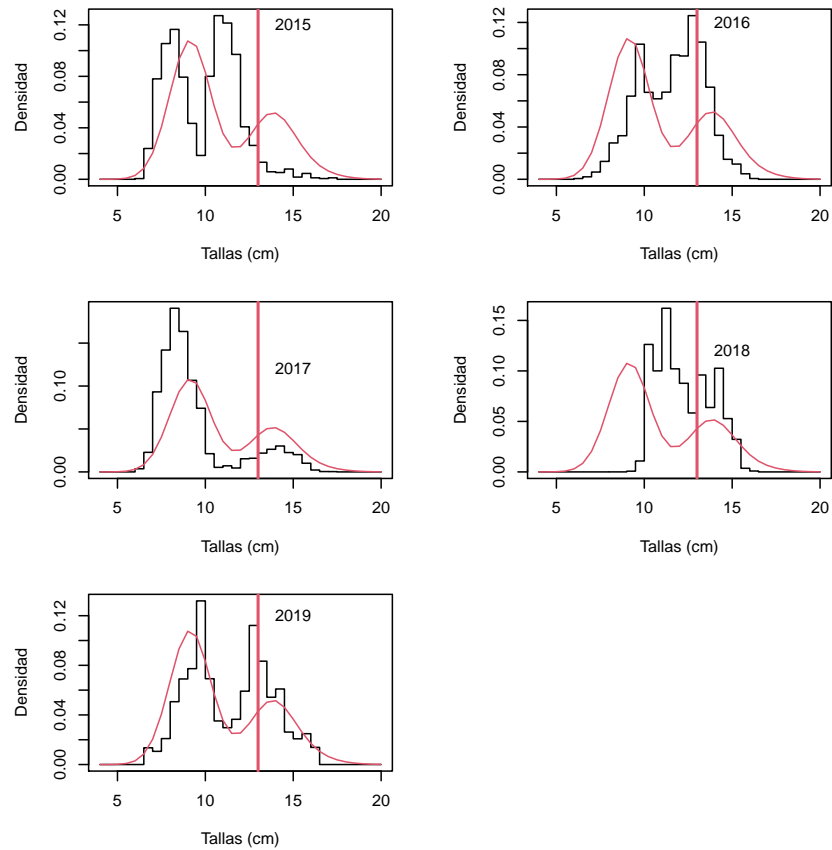 2015
Densidad
0.00 0.04 0.08 0.12
5 10 15 20
Tallas (cm)
2016
Densidad
0.00 0.04 0.08 0.12
5 10 15 20
Tallas (cm)
2017
Densidad
0.00 0.10
5 10 15 20
Tallas (cm)
2018
Densidad
0.00 0.05 0.10 0.15
5 10 15 20
Tallas (cm)
2019
Densidad
0.00 0.04 0.08 0.12
5 10 15 20
Tallas (cm)